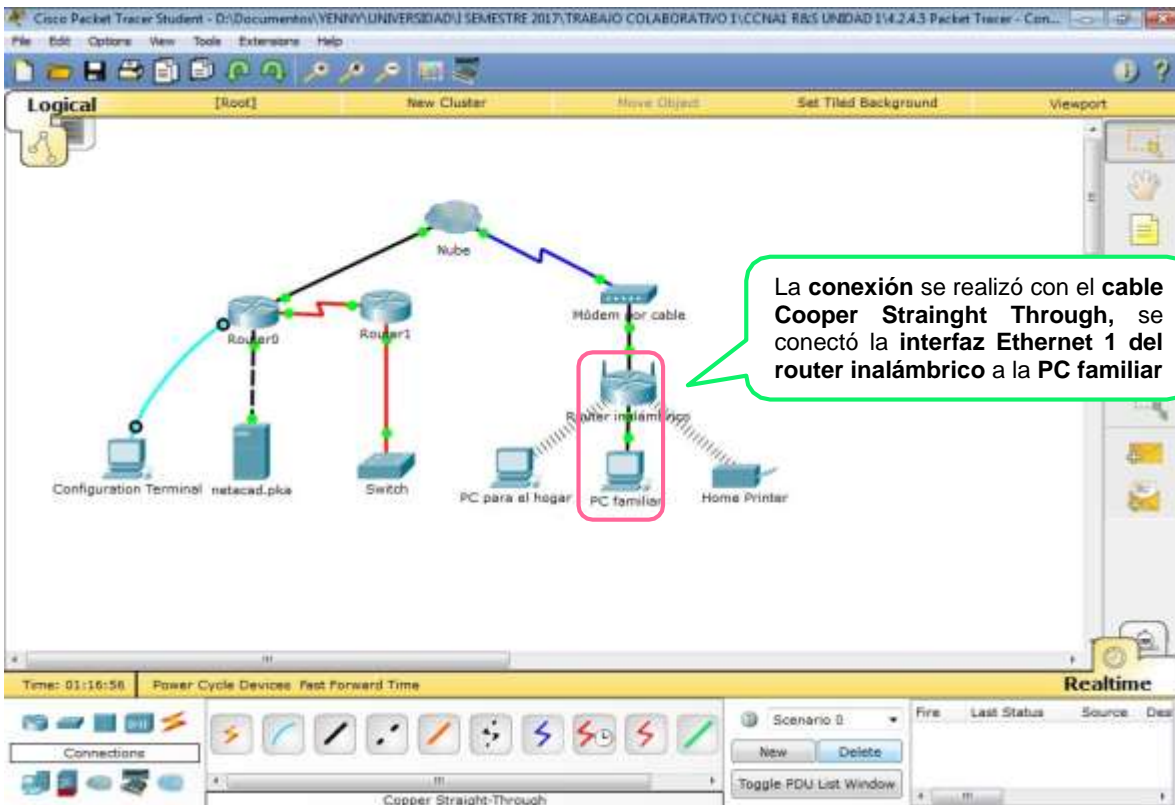 Cisco Packet Tracer Student - D:\Documentos\YENNY\UNIVERSIDAD\I SEMESTRE 2017\TRABAJO COLABORATIVO 1\CCNA1 R&S UNIDAD 1\4.2.4.5 Packet Tracer - Con...
File Edit Options View Tools Extensions Help
Logical [Root] New Cluster Move Object Set Tiled Background Viewport
Nube
La conexión se realizó con el cable
Cooper Strainght Through, se
conectó la interfaz Ethernet 1 del
router inalámbrico a la PC familiar
Módem por cable
Router0 Router1
Router inalámbrico
Configuration Terminal netacad.pka Switch PC para el hogar PC familiar Home Printer
Time: 01:16:56 Power Cycle Devices Fast Forward Time Realtime
Scenario 0 Fire Last Status Source Des
Connections New Delete
Toggle PDU List Window
Copper Straight-Through